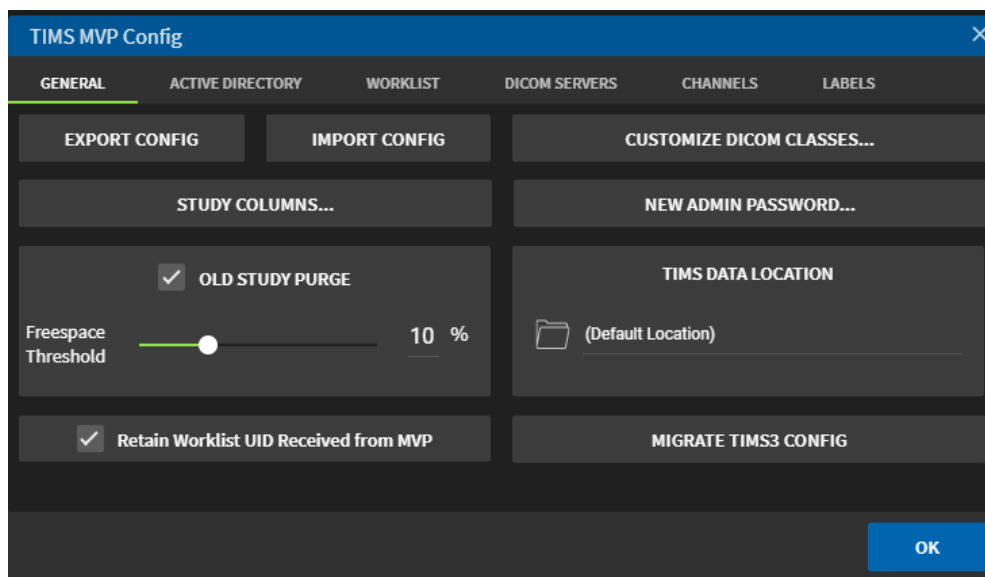 TIMS MVP Config
GENERAL ACTIVE DIRECTORY WORKLIST DICOM SERVERS CHANNELS LABELS
EXPORT CONFIG IMPORT CONFIG CUSTOMIZE DICOM CLASSES...
STUDY COLUMNS... NEW ADMIN PASSWORD...
OLD STUDY PURGE
Freespace
Threshold
10 %
TIMS DATA LOCATION
(Default Location)
Retain Worklist UID Received from MVP MIGRATE TIMS3 CONFIG
OK